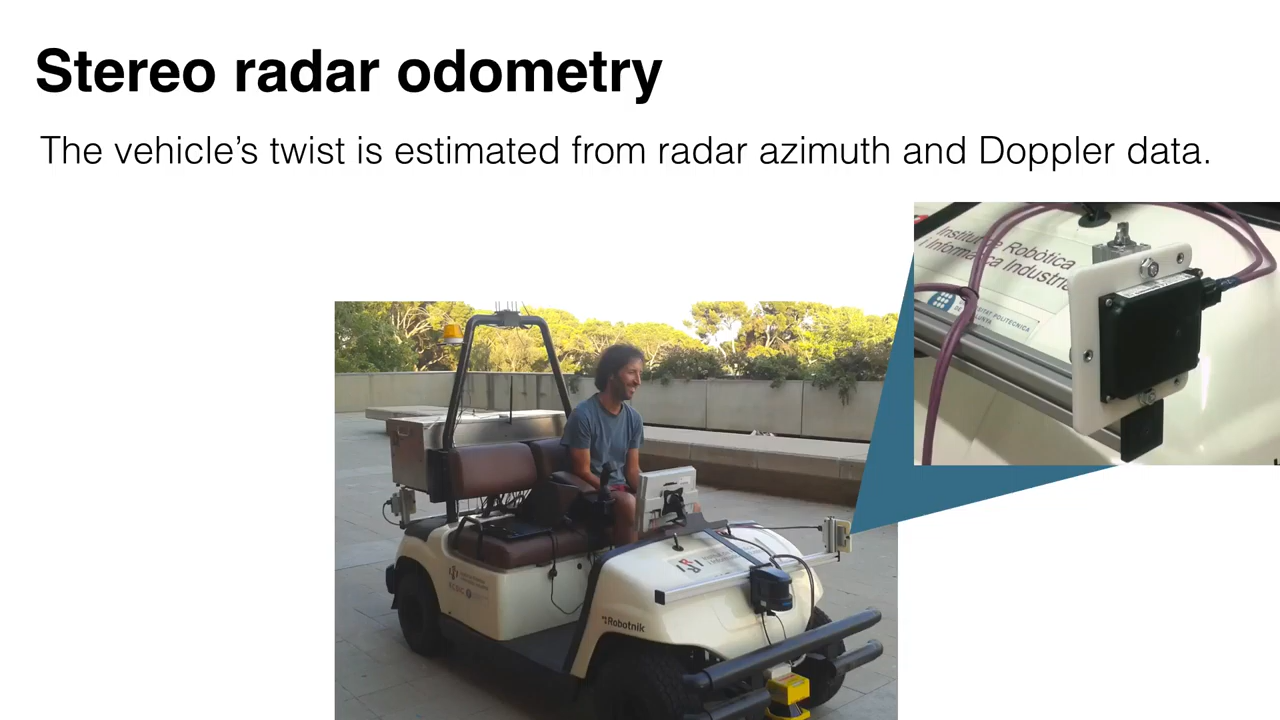 Stereo radar odometry
The vehicle's twist is estimated from radar azimuth and Doppler data.
Institut de Robòtica
i Informàtica Industrial
POLITÈCNICA
Robotnik